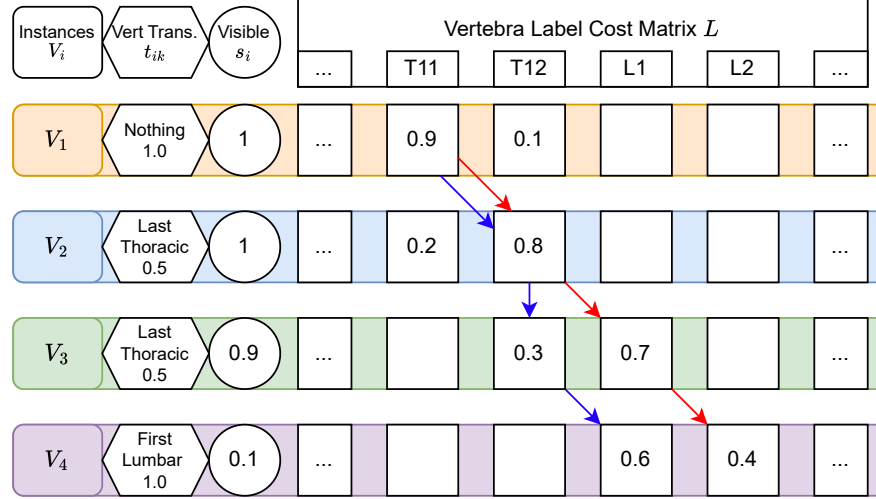 Instances
V_i
Vert Trans.
t_{ik}
Visible
s_i
Vertebra Label Cost Matrix L
... T11 T12 L1 L2 ...
V_1
Nothing
1.0
1 ... 0.9 0.1 ...
V_2
Last
Thoracic
0.5
1 ... 0.2 0.8 ...
V_3
Last
Thoracic
0.5
0.9 ... 0.3 0.7 ...
V_4
First
Lumbar
1.0
0.1 ... 0.6 0.4 ...